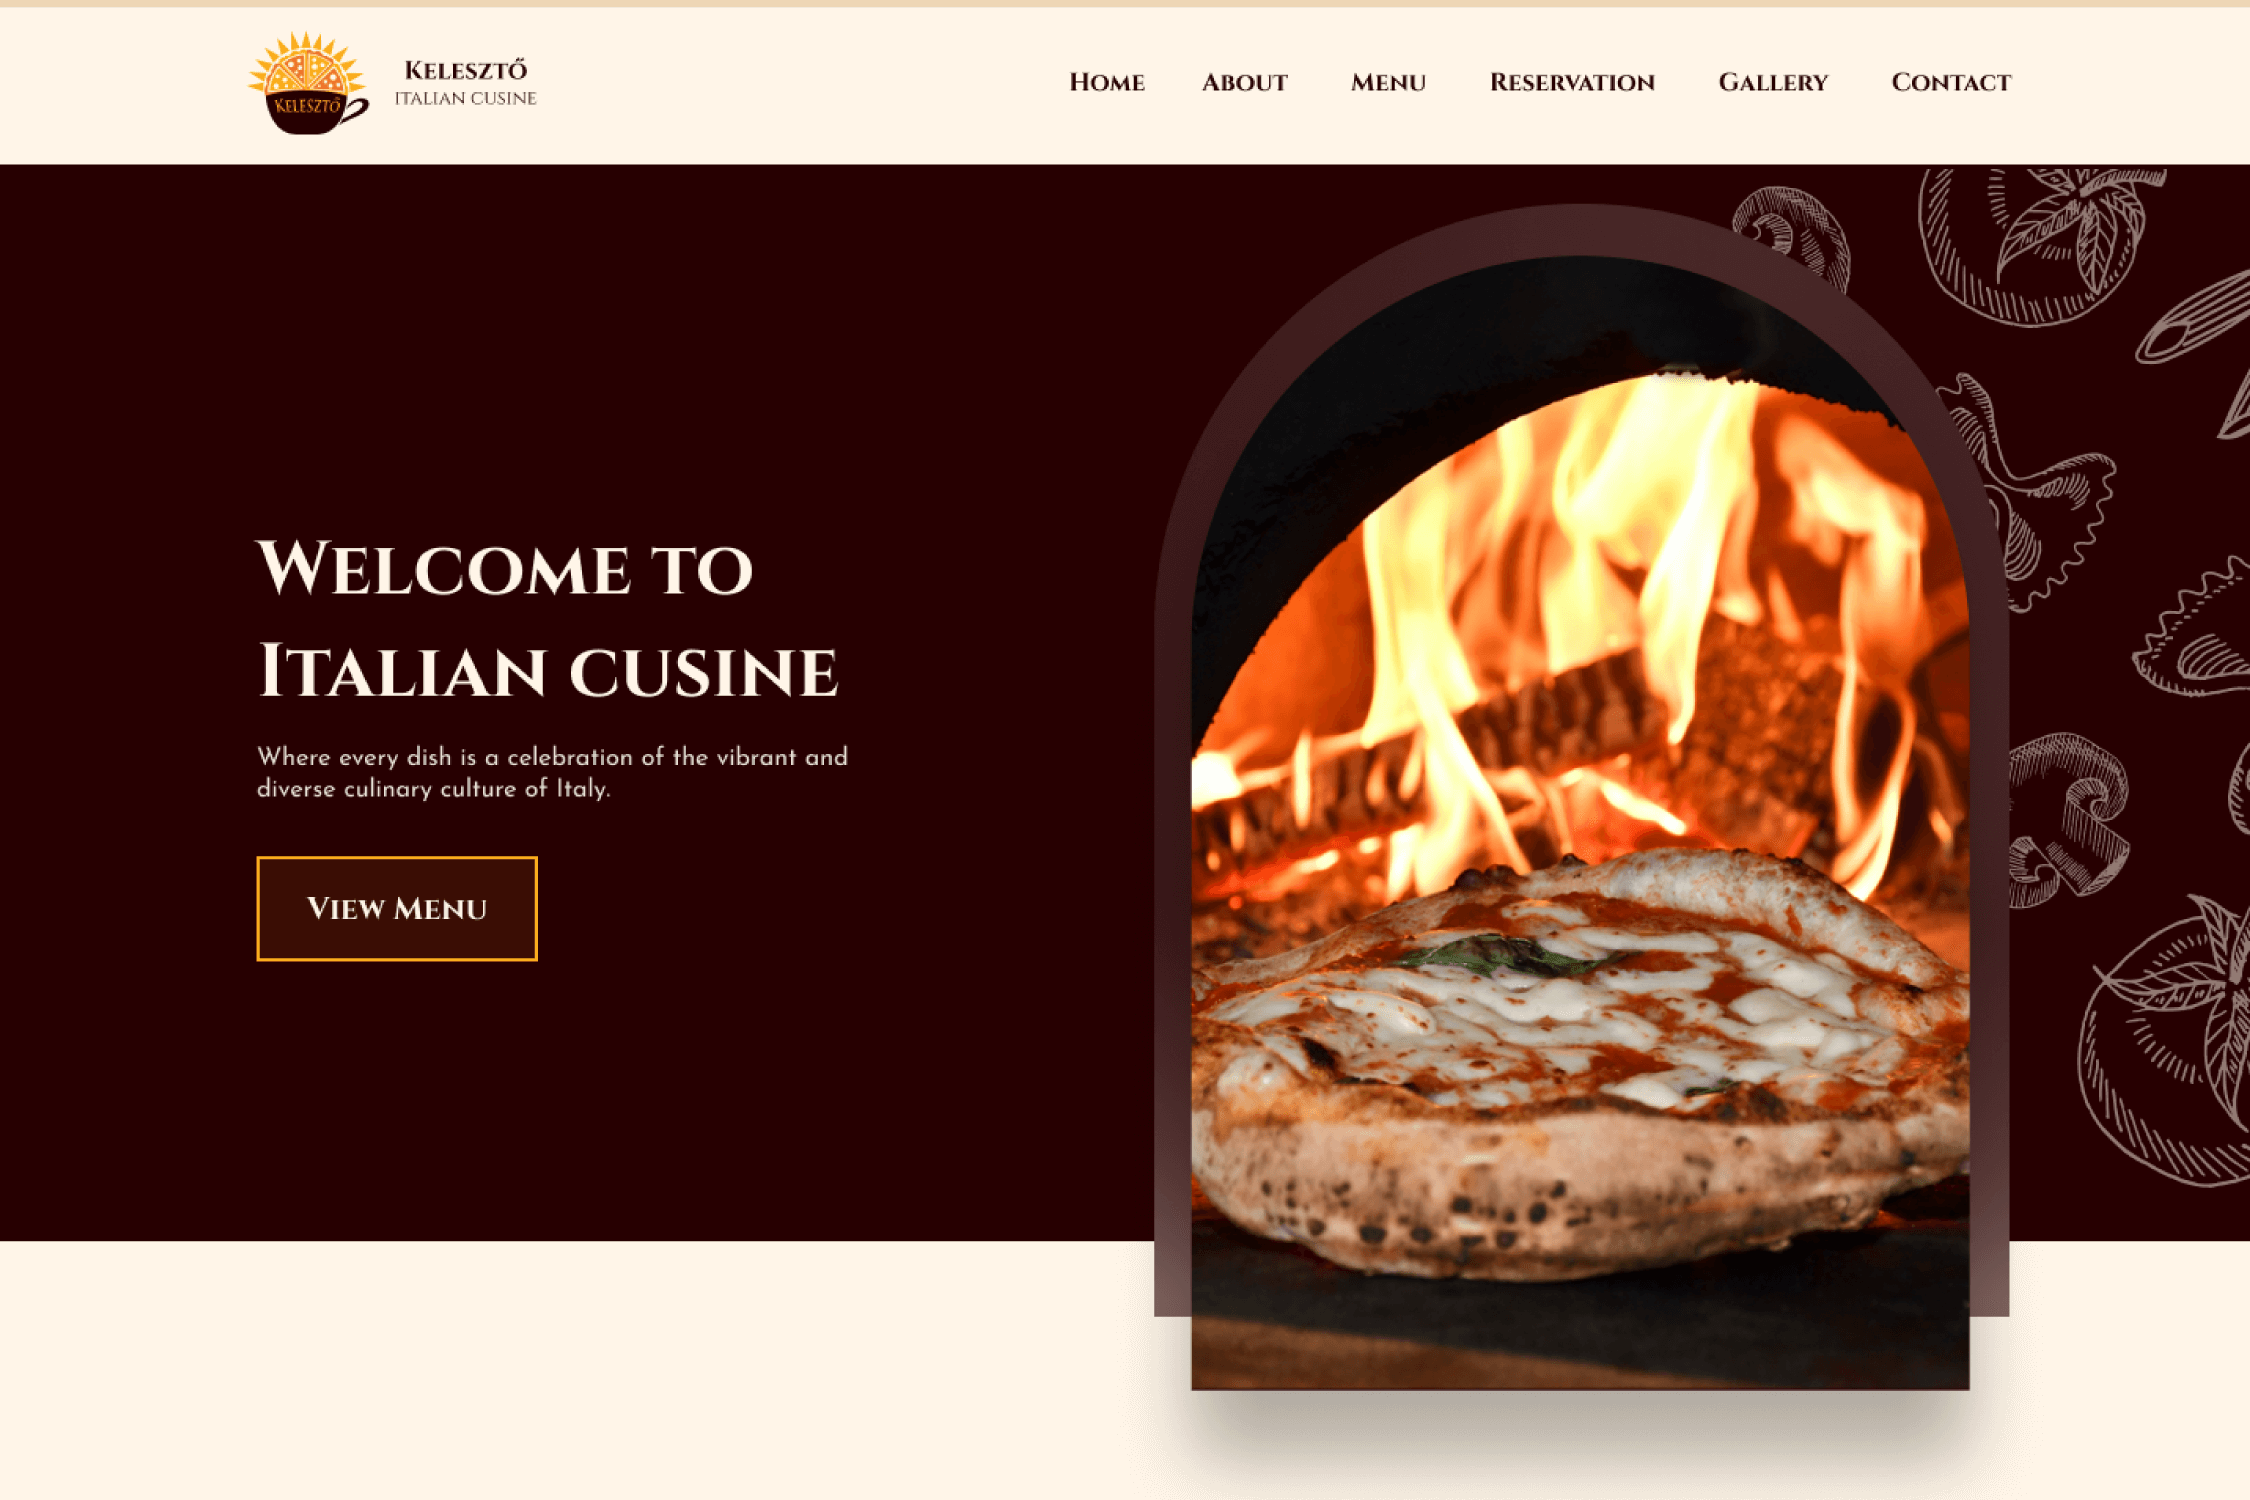 KELESZTŐ
KELESZTŐ
ITALIAN CUSINE
HOME ABOUT MENU RESERVATION GALLERY CONTACT
WELCOME TO
ITALIAN CUSINE
Where every dish is a celebration of the vibrant and
diverse culinary culture of Italy.
VIEW MENU